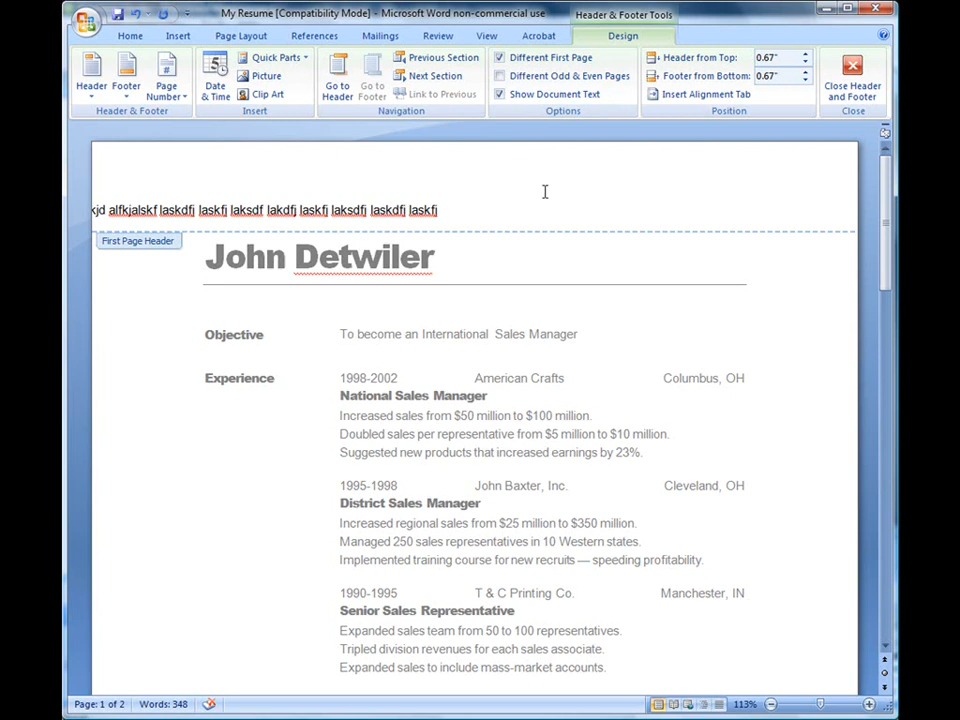 My Resume [Compatibility Mode] - Microsoft Word non-commercial use
Header & Footer Tools
Home Insert Page Layout References Mailings Review View Acrobat Design
Header
Footer
Page Number
Header & Footer
Date & Time
Quick Parts
Picture
Clip Art
Insert
Go to Header
Go to Footer
Previous Section
Next Section
Link to Previous
Navigation
Different First Page
Different Odd & Even Pages
Show Document Text
Options
Header from Top: 0.67"
Footer from Bottom: 0.67"
Insert Alignment Tab
Position
Close Header and Footer
Close
kjd alfkjalskf laskdfj laskfj laksdf lakdfj laskfj laksdfj laskdfj laskfj
First Page Header
John Detwiler
Objective To become an International Sales Manager
Experience 1998-2002 American Crafts Columbus, OH
National Sales Manager
Increased sales from $50 million to $100 million.
Doubled sales per representative from $5 million to $10 million.
Suggested new products that increased earnings by 23%.
1995-1998 John Baxter, Inc. Cleveland, OH
District Sales Manager
Increased regional sales from $25 million to $350 million.
Managed 250 sales representatives in 10 Western states.
Implemented training course for new recruits — speeding profitability.
1990-1995 T & C Printing Co. Manchester, IN
Senior Sales Representative
Expanded sales team from 50 to 100 representatives.
Tripled division revenues for each sales associate.
Expanded sales to include mass-market accounts.
Page: 1 of 2 Words: 348 113%